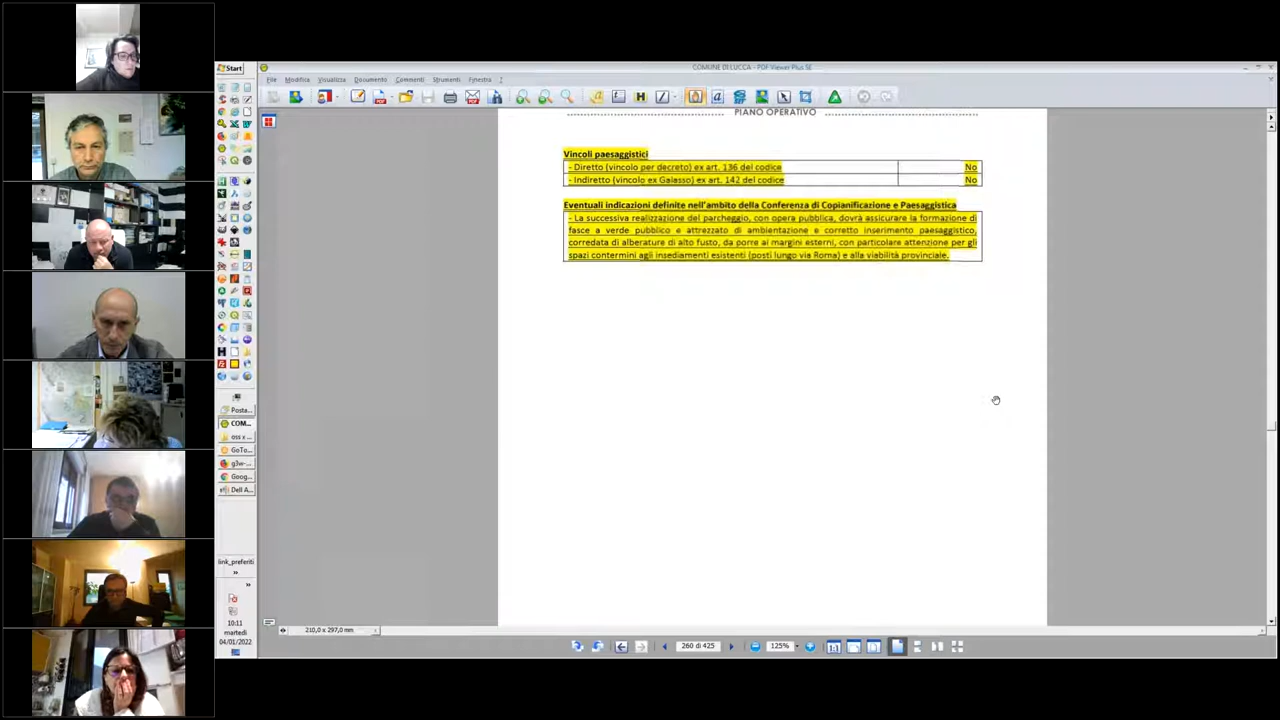 COMUNE DI LUCCA - PDF Viewer Plus SE
Start
File Modifica Visualizza Documento Commenti Strumenti Finestra ?
PIANO OPERATIVO
Vincoli paesaggistici
- Diretto (vincolo per decreto) ex art. 136 del codice No
- Indiretto (vincolo ex Galasso) ex art. 142 del codice No
Eventuali indicazioni definite nell'ambito della Conferenza di Copianificazione e Paesaggistica
- La successiva realizzazione del parcheggio, con opera pubblica, dovrà assicurare la formazione di
fasce a verde pubblico e attrezzato di ambientazione e corretto inserimento paesaggistico,
corredata di alberature di alto fusto, da porre ai margini esterni, con particolare attenzione per gli
spazi contermini agli insediamenti esistenti (posti lungo via Roma) e alla viabilità provinciale.
Posta...
COM...
oss x ...
GoTo...
g3w-...
Goog...
Dell A...
link_preferiti
»
»
10:11
martedì
04/01/2022
210,0 x 297,0 mm
260 di 425
125%